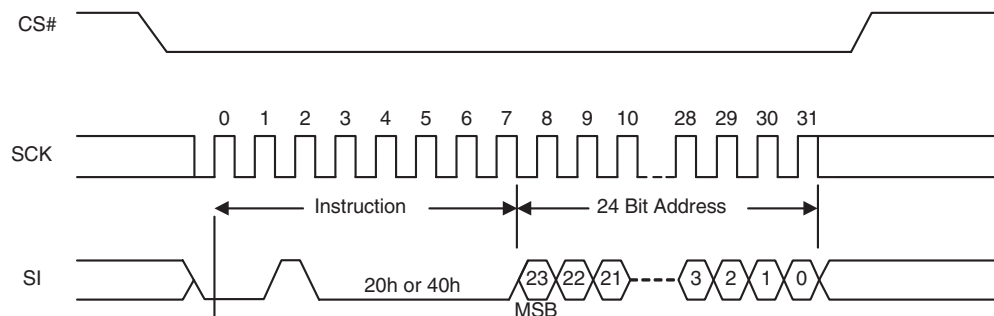 CS#
0 1 2 3 4 5 6 7 8 9 10 28 29 30 31
SCK
Instruction 24 Bit Address
SI 20h or 40h 23 22 21 3 2 1 0
MSB